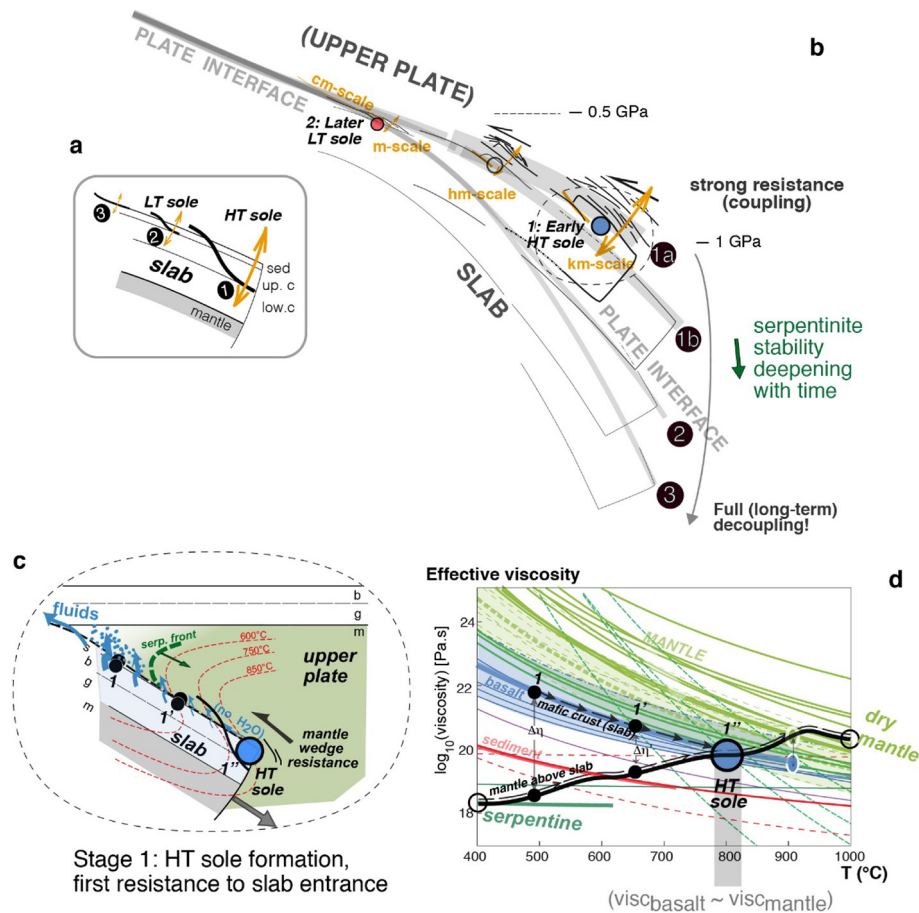 b
(UPPER PLATE)
PLATE INTERFACE
cm-scale
0.5 GPa
2: Later
LT sole
m-scale
hm-scale
strong resistance
(coupling)
1: Early
HT sole
km-scale
1 GPa
1a
SLAB
PLATE INTERFACE
1b
serpentinite
stability
deepening
with time
2
3
Full (long-term)
decoupling!
a
LT sole
HT sole
3
2
1
slab
sed
up. c
low.c
mantle
c
b
g
m
fluids
serp. front
600°C
750°C
850°C
upper
plate
s
b
g
m
1
1'
(no H2O)
slab
1''
HT
sole
mantle
wedge
resistance
Stage 1: HT sole formation,
first resistance to slab entrance
Effective viscosity
d
log10(viscosity) [Pa.s]
24
22
20
18
MANTLE
basalt
1
mafic crust (slab)
1'
1''
Δη
Δη'
sediment
mantle above slab
HT
sole
dry
mantle
serpentine
400
500
600
700
800
900
1000
T (°C)
(viscbasalt ~ viscmantle)